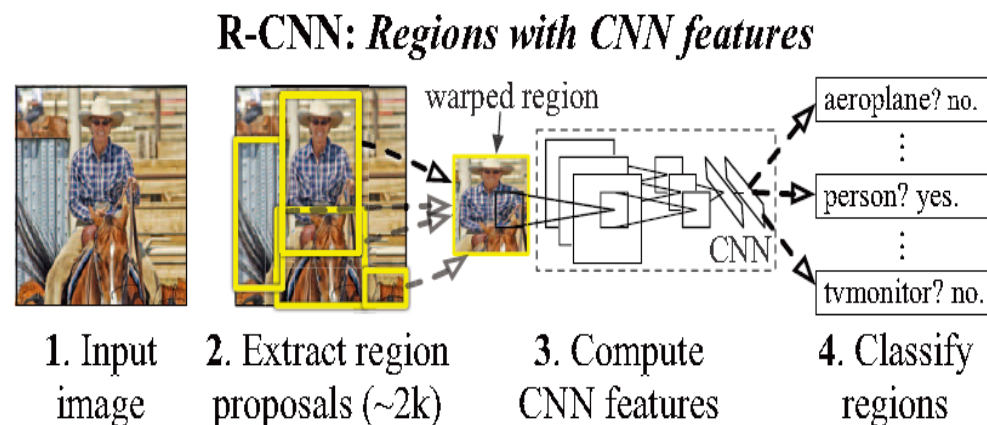 R-CNN: Regions with CNN features
warped region
aeroplane? no.
⋮
person? yes.
⋮
tvmonitor? no.
CNN
1. Input
image
2. Extract region
proposals (~2k)
3. Compute
CNN features
4. Classify
regions